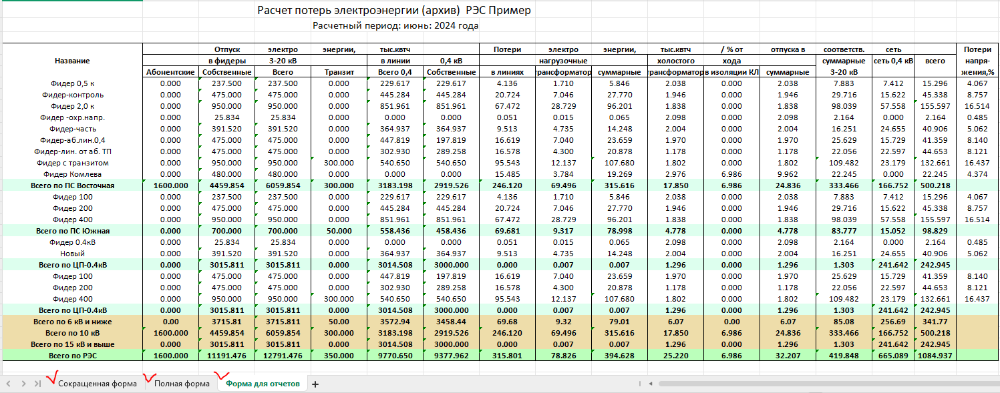 Расчет потерь электроэнергии (архив) РЭС Пример
Расчетный период: июнь: 2024 года
Отпуск электро энергии, тыс.квтч Потери электро энергии, тыс.квтч / % от отпуска в соответств. сеть Потери
Название в фидеры 3-20 кВ в линии 0,4 кВ нагрузочные холостого хода суммарные сеть 0,4 кВ всего напря-
Абонентские Собственные Всего Транзит Всего 0,4 Собственные в линиях трансформатор суммарные трансформатор в изоляции КЛ суммарные 3-20 кВ жения,%
Фидер 0,5 к 0.000 237.500 237.500 0.000 229.617 229.617 4.136 1.710 5.846 2.038 0.000 2.038 7.883 7.412 15.296 4.067
Фидер-контроль 0.000 475.000 475.000 0.000 445.284 445.284 20.724 7.046 27.770 1.946 0.000 1.946 29.716 15.622 45.338 8.757
Фидер 2,0 к 0.000 950.000 950.000 0.000 851.961 851.961 67.472 28.729 96.201 1.838 0.000 1.838 98.039 57.558 155.597 16.514
Фидер -охр.напр. 0.000 25.834 25.834 0.000 0.000 0.000 0.051 0.015 0.065 2.098 0.000 2.098 2.164 0.000 2.164 0.485
Фидер-часть 0.000 391.520 391.520 0.000 364.937 364.937 9.513 4.735 14.248 2.004 0.000 2.004 16.251 24.655 40.906 5.062
Фидер-аб.лин.0,4 0.000 475.000 475.000 0.000 447.819 197.819 16.619 7.040 23.659 1.970 0.000 1.970 25.629 15.729 41.359 8.140
Фидер-лин. от аб. ТП 0.000 475.000 475.000 0.000 302.930 289.258 16.578 4.300 20.878 1.178 0.000 1.178 22.056 22.597 44.653 8.121
Фидер с транзитом 0.000 950.000 950.000 300.000 540.650 540.650 95.543 12.137 107.680 1.802 0.000 1.802 109.482 23.179 132.661 16.437
Фидер Комлева 0.000 480.000 480.000 0.000 0.000 0.000 15.485 3.784 19.269 2.976 6.986 9.962 22.245 0.000 22.245 4.374
Всего по ПС Восточная 1600.000 4459.854 6059.854 300.000 3183.198 2919.526 246.120 69.496 315.616 17.850 6.986 24.836 333.466 166.752 500.218
Фидер 100 0.000 237.500 237.500 0.000 229.617 229.617 4.136 1.710 5.846 2.038 0.000 2.038 7.883 7.412 15.296 4.067
Фидер 200 0.000 475.000 475.000 0.000 445.284 445.284 20.724 7.046 27.770 1.946 0.000 1.946 29.716 15.622 45.338 8.757
Фидер 400 0.000 950.000 950.000 0.000 851.961 851.961 67.472 28.729 96.201 1.838 0.000 1.838 98.039 57.558 155.597 16.514
Всего по ПС Южная 0.000 700.000 700.000 50.000 558.436 458.436 69.681 9.317 78.998 4.778 0.000 4.778 83.777 15.052 98.829
Фидер 0.4кВ 0.000 25.834 25.834 0.000 0.000 0.000 0.051 0.015 0.065 2.098 0.000 2.098 2.164 0.000 2.164 0.485
Новый 0.000 391.520 391.520 0.000 364.937 364.937 9.513 4.735 14.248 2.004 0.000 2.004 16.251 24.655 40.906 5.062
Всего по ЦП-0.4кВ 0.000 3015.811 3015.811 0.000 3014.508 3000.000 0.000 0.007 0.007 1.296 0.000 1.296 1.303 241.642 242.945
Фидер 100 0.000 475.000 475.000 0.000 447.819 197.819 16.619 7.040 23.659 1.970 0.000 1.970 25.629 15.729 41.359 8.140
Фидер 200 0.000 475.000 475.000 0.000 302.930 289.258 16.578 4.300 20.878 1.178 0.000 1.178 22.056 22.597 44.653 8.121
Фидер 400 0.000 950.000 950.000 300.000 540.650 540.650 95.543 12.137 107.680 1.802 0.000 1.802 109.482 23.179 132.661 16.437
Всего по ЦП-0.4кВ 0.000 3015.811 3015.811 0.000 3014.508 3000.000 0.000 0.007 0.007 1.296 0.000 1.296 1.303 241.642 242.945
Всего по 6 кВ и ниже 0.00 3715.81 3715.811 50.00 3572.94 3458.44 69.68 9.32 79.01 6.07 0.00 6.07 85.08 256.69 341.77
Всего по 10 кВ 1600.000 4459.854 6059.854 300.000 3183.198 2919.526 246.120 69.496 315.616 17.850 6.986 24.836 333.466 166.752 500.218
Всего по 15 кВ и выше 0.000 3015.811 3015.811 0.000 3014.508 3000.000 0.000 0.007 0.007 1.296 0.000 1.296 1.303 241.642 242.945
Всего по РЭС 1600.000 11191.476 12791.476 350.000 9770.650 9377.962 315.801 78.826 394.628 25.220 6.986 32.207 419.848 665.089 1084.937
Сокращенная форма Полная форма Форма для отчетов